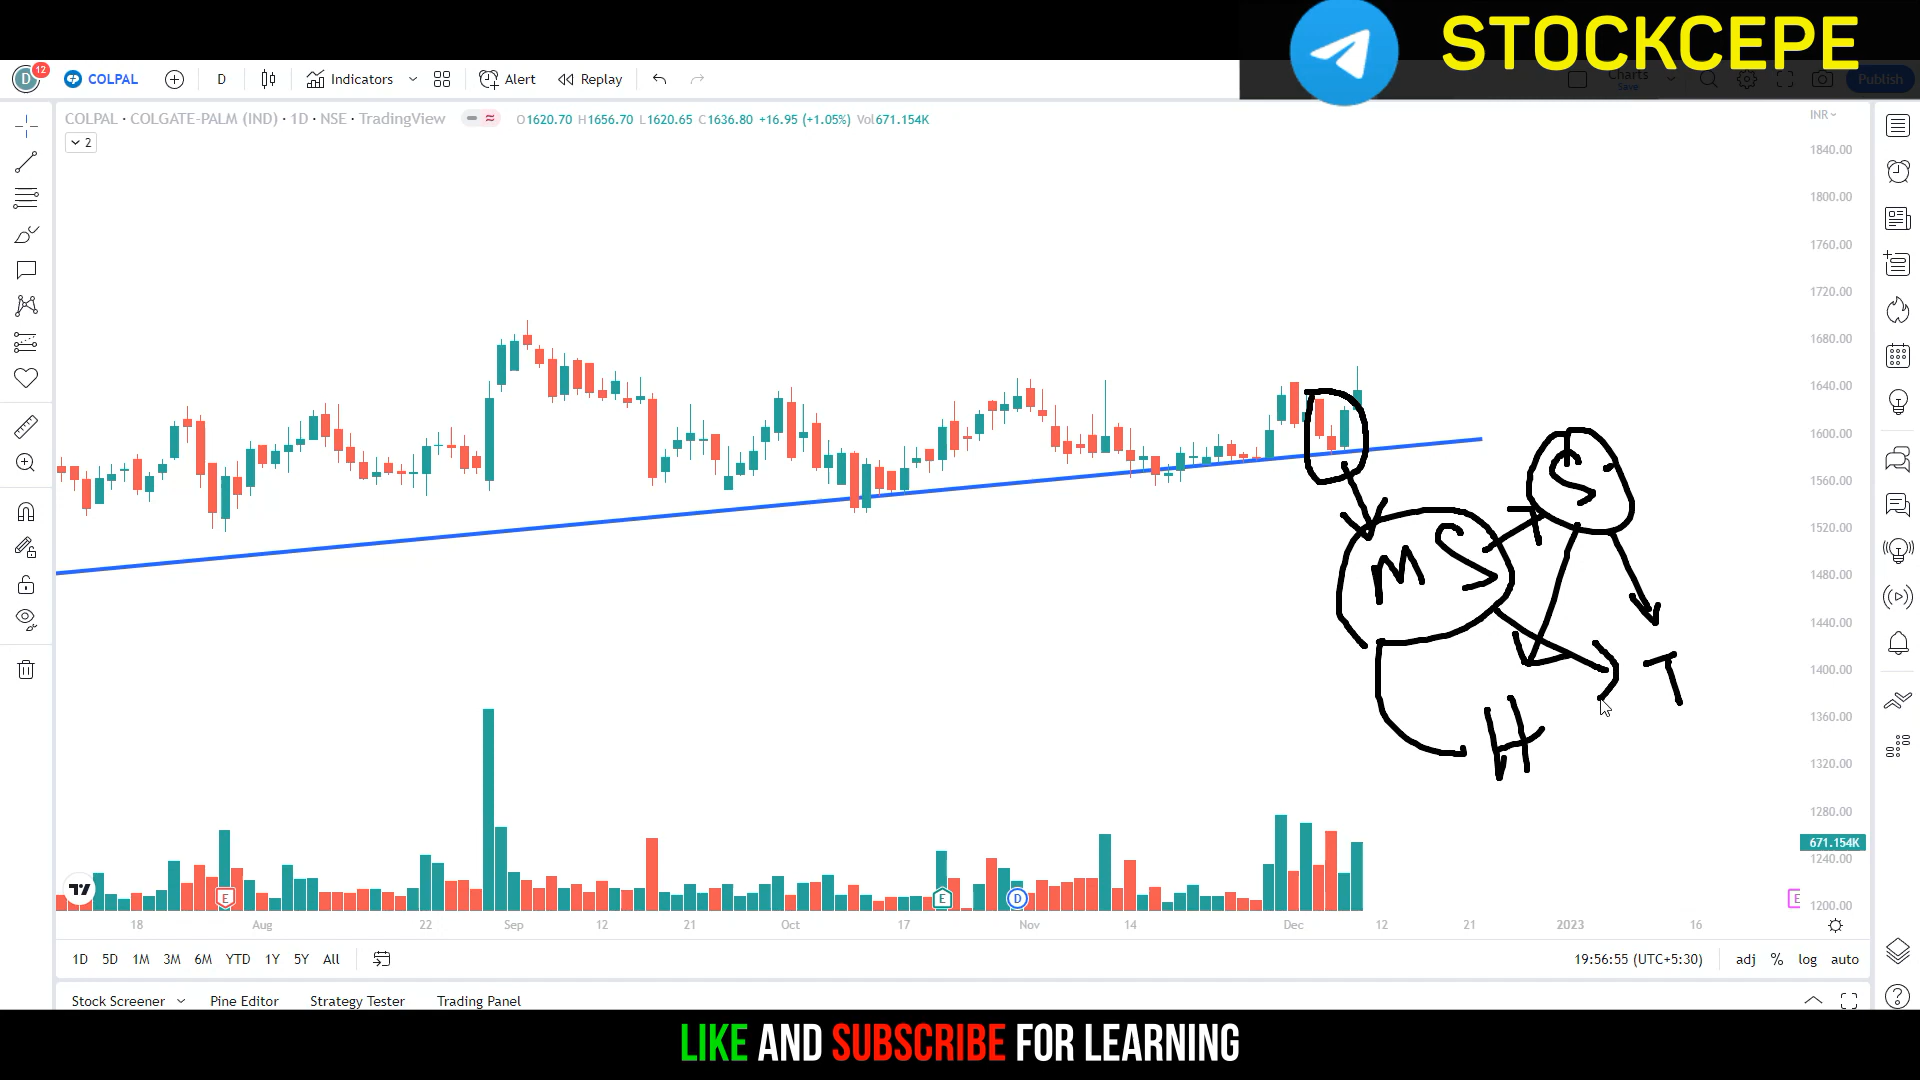 STOCKCEPE
D 12 COLPAL D Indicators Alert Replay Charts Publish
Save
COLPAL · COLGATE-PALM (IND) · 1D · NSE · TradingView O1620.70 H1656.70 L1620.65 C1636.80 +16.95 (+1.05%) Vol671.154K INR
2
1840.00
1800.00
1760.00
1720.00
1680.00
1640.00
1600.00
1560.00
1520.00
1480.00
1440.00
1400.00
1360.00
1320.00
1280.00
671.154K
1240.00
1200.00
S
MS
T
H
E E D E
18 Aug 22 Sep 12 21 Oct 17 Nov 14 Dec 12 21 2023 16
1D 5D 1M 3M 6M YTD 1Y 5Y All 19:56:55 (UTC+5:30) adj % log auto
Stock Screener Pine Editor Strategy Tester Trading Panel
LIKE AND SUBSCRIBE FOR LEARNING